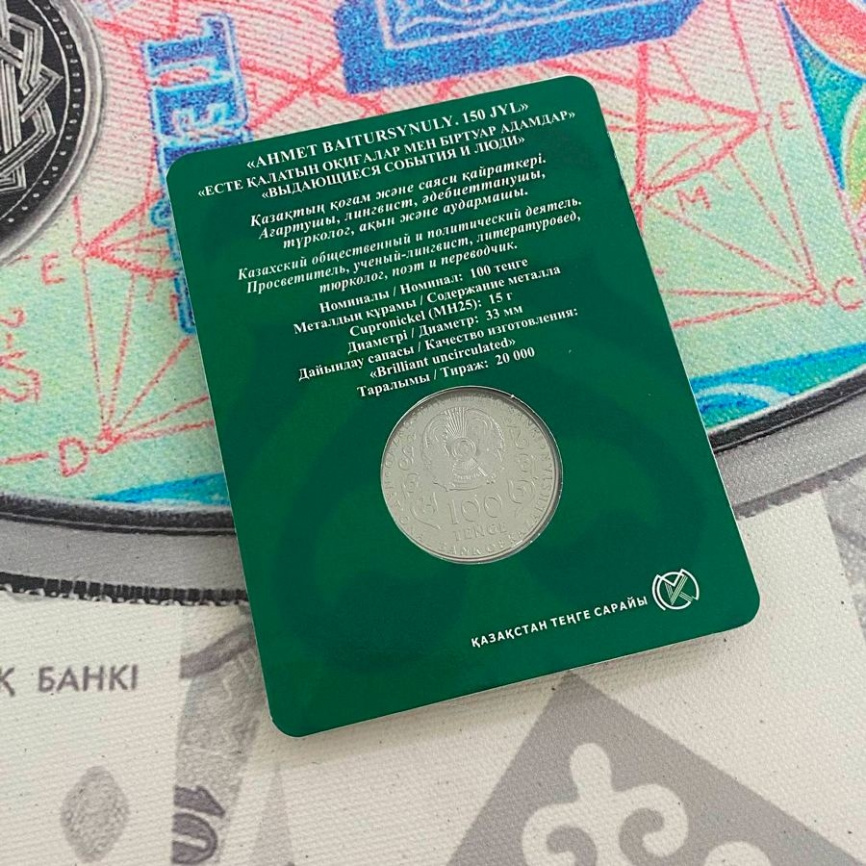 «AHMET BAITURSYNULY. 150 JYL»
«ЕСТЕ ҚАЛАТЫН ОҚИҒАЛАР МЕН БІРТУАР АДАМДАР»
«ВЫДАЮЩИЕСЯ СОБЫТИЯ И ЛЮДИ»
Қазақтың қоғам және саяси қайраткері.
Ағартушы, лингвист, әдебиеттанушы,
түрколог, ақын және аудармашы.
Казахский общественный и политический деятель.
Просветитель, ученый-лингвист, литературовед,
тюрколог, поэт и переводчик.
Номиналы / Номинал: 100 теңге
Металдың құрамы / Содержание металла
Cupronickel (МН25): 15 г
Диаметрі / Диаметр: 33 мм
Дайындау сапасы / Качество изготовления:
«Brilliant uncirculated»
Таралымы / Тираж: 20 000
100
TENGE
ҚАЗАҚСТАН ТЕҢГЕ САРАЙЫ
Қ БАНКІ
E
E
M
C
D